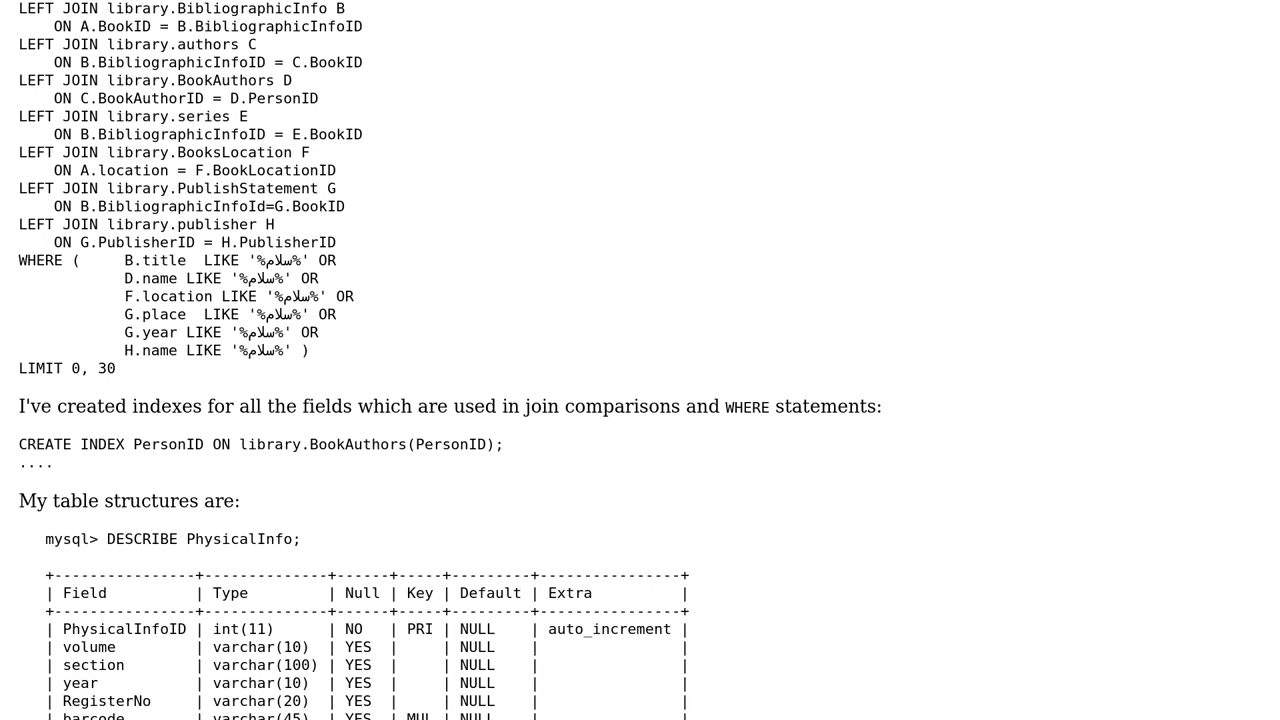 LEFT JOIN library.BibliographicInfo B
    ON A.BookID = B.BibliographicInfoID
LEFT JOIN library.authors C
    ON B.BibliographicInfoID = C.BookID
LEFT JOIN library.BookAuthors D
    ON C.BookAuthorID = D.PersonID
LEFT JOIN library.series E
    ON B.BibliographicInfoID = E.BookID
LEFT JOIN library.BooksLocation F
    ON A.location = F.BookLocationID
LEFT JOIN library.PublishStatement G
    ON B.BibliographicInfoId=G.BookID
LEFT JOIN library.publisher H
    ON G.PublisherID = H.PublisherID
WHERE (     B.title  LIKE '%سلام%' OR
            D.name LIKE '%سلام%' OR
            F.location LIKE '%سلام%' OR
            G.place  LIKE '%سلام%' OR
            G.year LIKE '%سلام%' OR
            H.name LIKE '%سلام%' )
LIMIT 0, 30
I've created indexes for all the fields which are used in join comparisons and WHERE statements:
CREATE INDEX PersonID ON library.BookAuthors(PersonID);
....
My table structures are:
   mysql> DESCRIBE PhysicalInfo;
   +----------------+--------------+------+-----+---------+----------------+
   | Field          | Type         | Null | Key | Default | Extra          |
   +----------------+--------------+------+-----+---------+----------------+
   | PhysicalInfoID | int(11)      | NO   | PRI | NULL    | auto_increment |
   | volume         | varchar(10)  | YES  |     | NULL    |                |
   | section        | varchar(100) | YES  |     | NULL    |                |
   | year           | varchar(10)  | YES  |     | NULL    |                |
   | RegisterNo     | varchar(20)  | YES  |     | NULL    |                |
   | barcode        | varchar(45)  | YES  | MUL | NULL    |                |